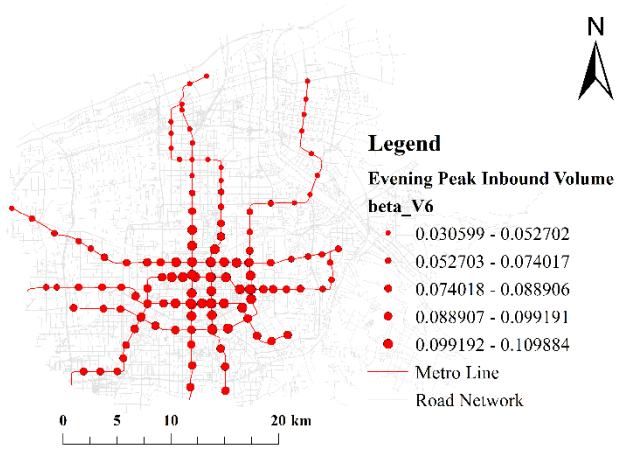 N
Legend
Evening Peak Inbound Volume
beta_V6
0.030599 - 0.052702
0.052703 - 0.074017
0.074018 - 0.088906
0.088907 - 0.099191
0.099192 - 0.109884
Metro Line
Road Network
0 5 10 20 km